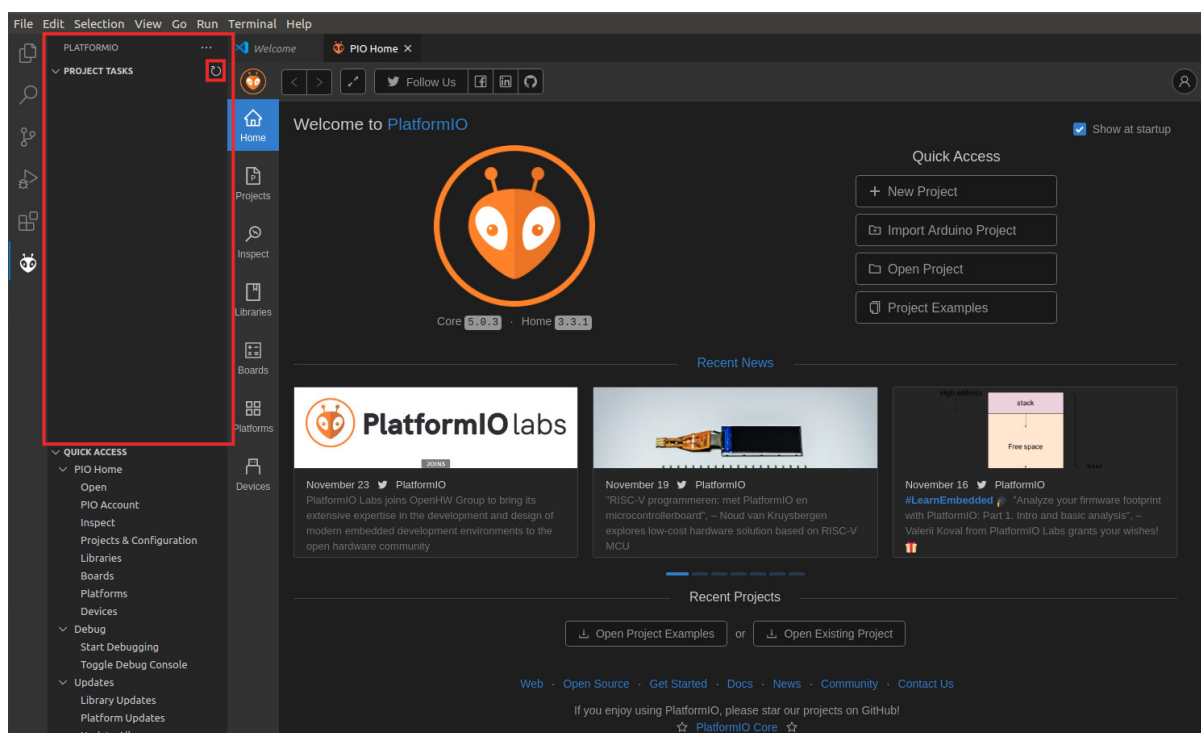 File Edit Selection View Go Run Terminal Help
PLATFORMIO ...
PROJECT TASKS
QUICK ACCESS
PIO Home
Open
PIO Account
Inspect
Projects & Configuration
Libraries
Boards
Platforms
Devices
Debug
Start Debugging
Toggle Debug Console
Updates
Library Updates
Platform Updates
Welcome
PIO Home
Follow Us
Home
Projects
Inspect
Libraries
Boards
Platforms
Devices
Welcome to PlatformIO
Show at startup
Core 5.0.3 · Home 3.3.1
Quick Access
New Project
Import Arduino Project
Open Project
Project Examples
Recent News
PlatformIO labs
JOINS
November 23 PlatformIO
PlatformIO Labs joins OpenHW Group to bring its
extensive expertise in the development and design of
modern embedded development environments to the
open hardware community
November 19 PlatformIO
"RISC-V programmeren: met PlatformIO en
microcontrollerboard", – Noud van Kruysbergen
explores low-cost hardware solution based on RISC-V
MCU
High address
stack
Free space
November 16 PlatformIO
#LearnEmbedded "Analyze your firmware footprint
with PlatformIO: Part 1. Intro and basic analysis", –
Valerii Koval from PlatformIO Labs grants your wishes!
Recent Projects
Open Project Examples or Open Existing Project
Web · Open Source · Get Started · Docs · News · Community · Contact Us
If you enjoy using PlatformIO, please star our projects on GitHub!
☆ PlatformIO Core ☆